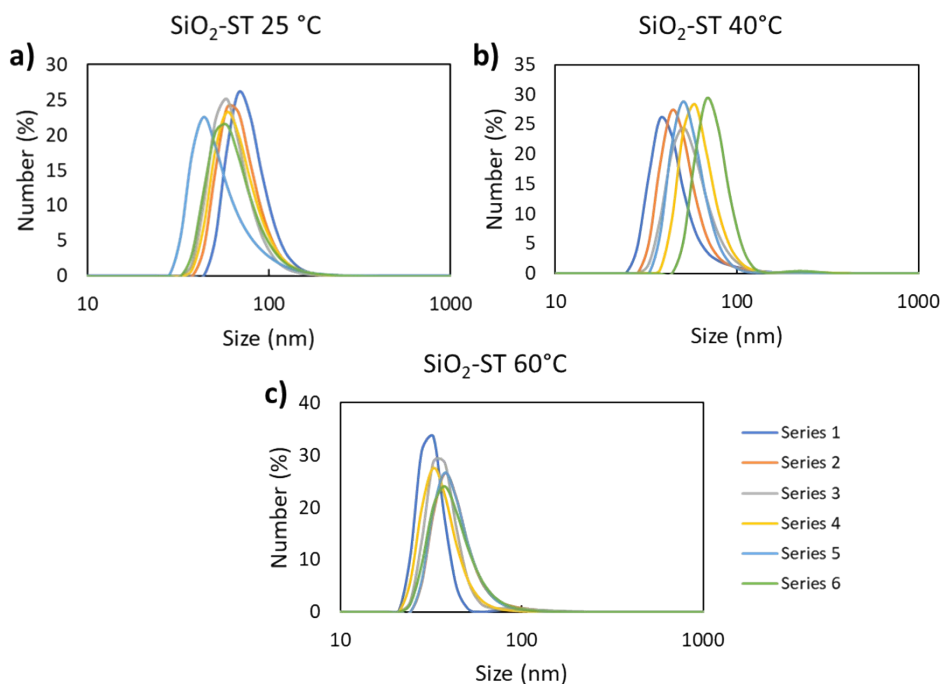 SiO₂-ST 25 °C
a)
30
25
20
15
10
5
0
Number (%)
10
100
1000
Size (nm)
SiO₂-ST 40°C
b)
35
30
25
20
15
10
5
0
Number (%)
10
100
1000
Size (nm)
SiO₂-ST 60°C
c)
40
30
20
10
0
Number (%)
10
100
1000
Size (nm)
Series 1
Series 2
Series 3
Series 4
Series 5
Series 6